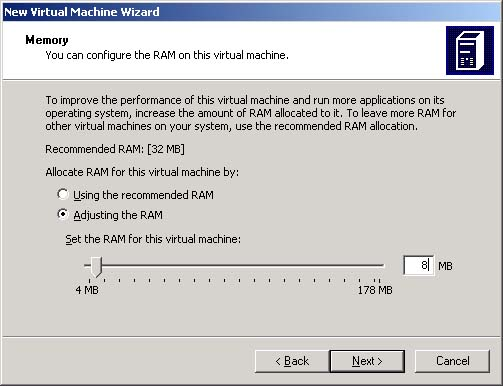 New Virtual Machine Wizard
Memory
You can configure the RAM on this virtual machine.
To improve the performance of this virtual machine and run more applications on its
operating system, increase the amount of RAM allocated to it. To leave more RAM for
other virtual machines on your system, use the recommended RAM allocation.
Recommended RAM: [32 MB]
Allocate RAM for this virtual machine by:
Using the recommended RAM
Adjusting the RAM
Set the RAM for this virtual machine:
8 MB
4 MB 178 MB
< Back Next > Cancel